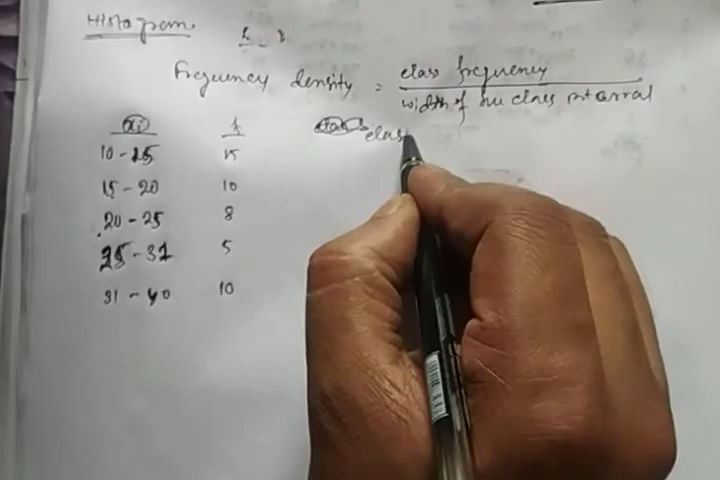 Histogram
Frequency density = class frequency
width of the class interval
xi f
10-15 15 class
15-20 10
20-25 8
25-31 5
31-40 10